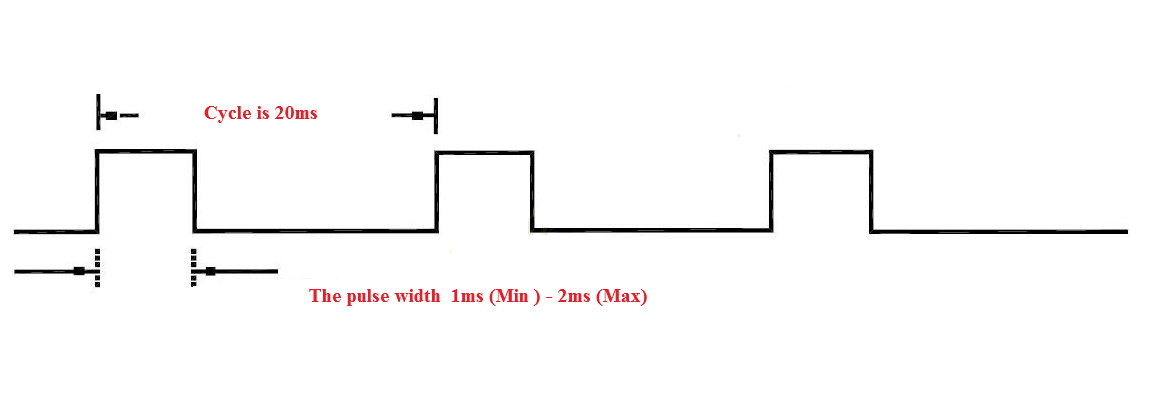 Cycle is 20ms
The pulse width 1ms (Min ) - 2ms (Max)